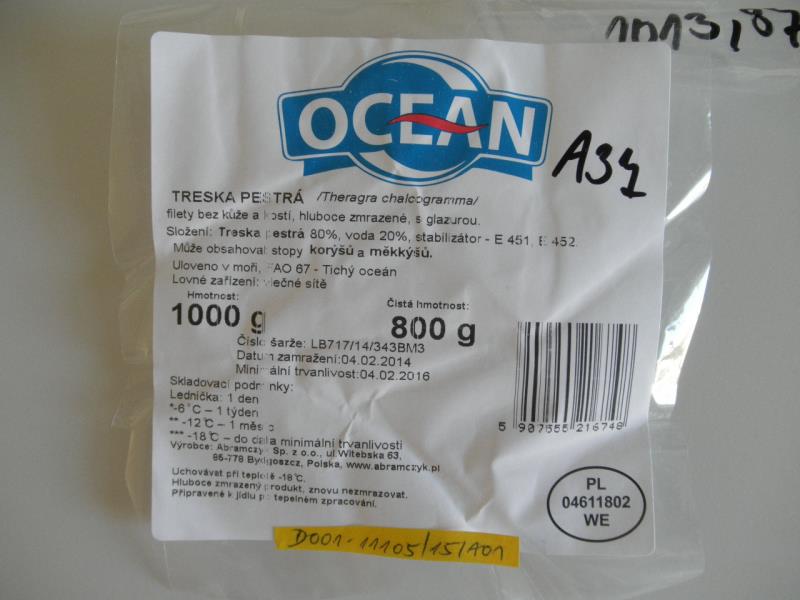 1013,87
OCEAN
A34
TRESKA PESTRÁ /Theragra chalcogramma/
filety bez kůže a kostí, hluboce zmrazené, s glazurou.
Složení: Treska pestrá 80%, voda 20%, stabilizátor - E 451, E 452.
Může obsahovat stopy korýšů a měkkýšů.
Uloveno v moři, FAO 67 - Tichý oceán
Lovné zařízení: vlečné sítě
Hmotnost: Čistá hmotnost:
1000 g 800 g
Číslo šarže: LB717/14/343BM3
Datum zamražení:04.02.2014
Minimální trvanlivost:04.02.2016
Skladovací podmínky:
Lednička: 1 den
*-6°C – 1 týden
** -12°C – 1 měsíc
*** -18°C – do data minimální trvanlivosti
Výrobce: Abramczyk Sp. z o.o., ul.Witebska 63,
85-778 Bydgoszcz, Polska, www.abramczyk.pl
Uchovávat při teplotě -18°C.
Hluboce zmrazený produkt, znovu nezmrazovat.
Připravené k jídlu po tepelném zpracování.
5 907555 216748
PL
04611802
WE
D001-11105/15/A01